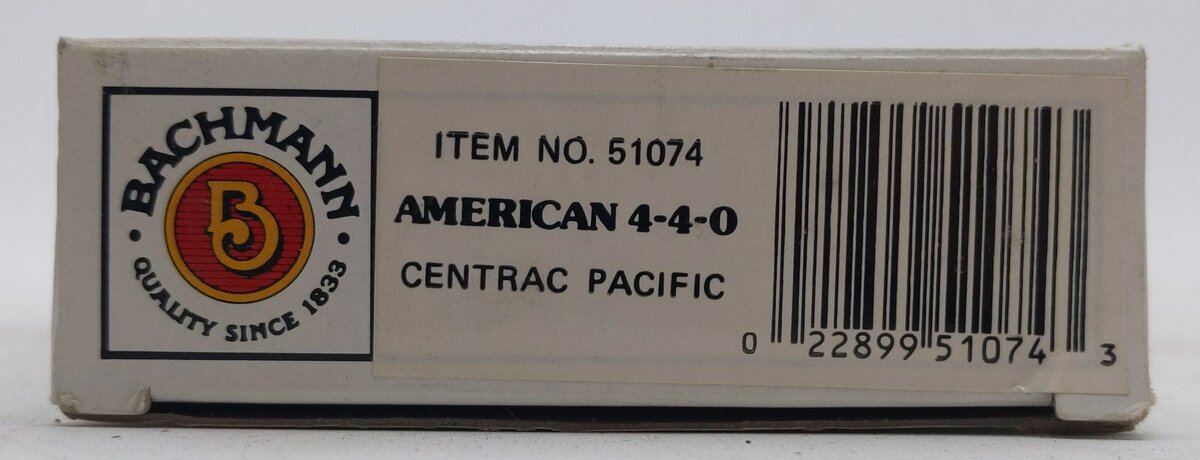 BACHMANN
B
• QUALITY SINCE 1833 •
ITEM NO. 51074
AMERICAN 4-4-0
CENTRAC PACIFIC
0 22899 51074 3